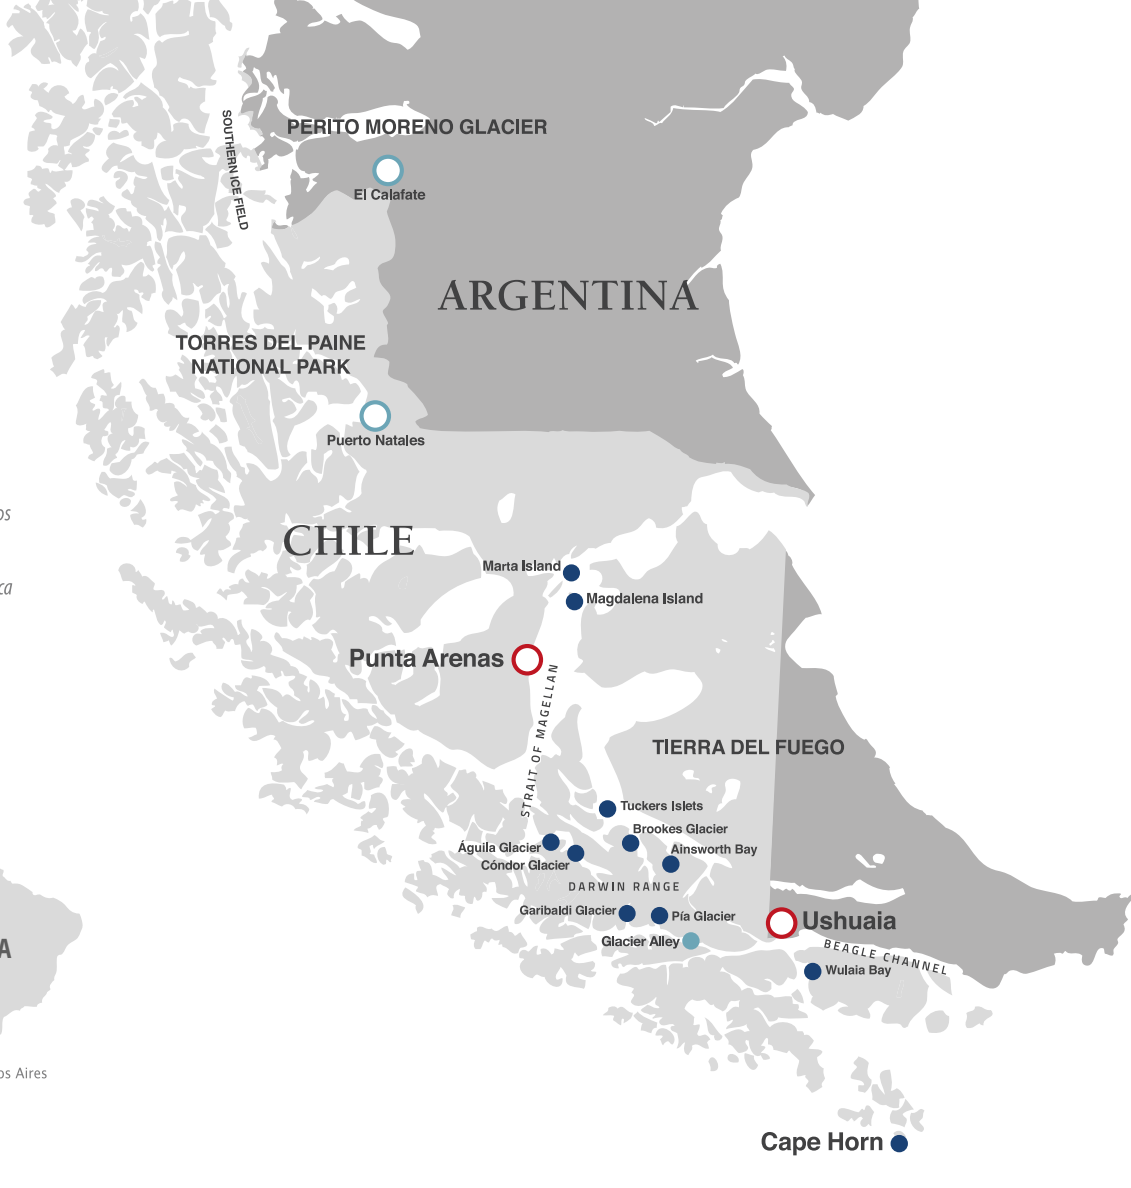 PERITO MORENO GLACIER
SOUTHERN ICE FIELD
El Calafate
ARGENTINA
TORRES DEL PAINE
NATIONAL PARK
Puerto Natales
CHILE
Marta Island
Magdalena Island
Punta Arenas
STRAIT OF MAGELLAN
TIERRA DEL FUEGO
Tuckers Islets
Brookes Glacier
Águila Glacier
Ainsworth Bay
Cóndor Glacier
DARWIN RANGE
Garibaldi Glacier
Pía Glacier
Ushuaia
Glacier Alley
BEAGLE CHANNEL
Wulaia Bay
os Aires
Cape Horn